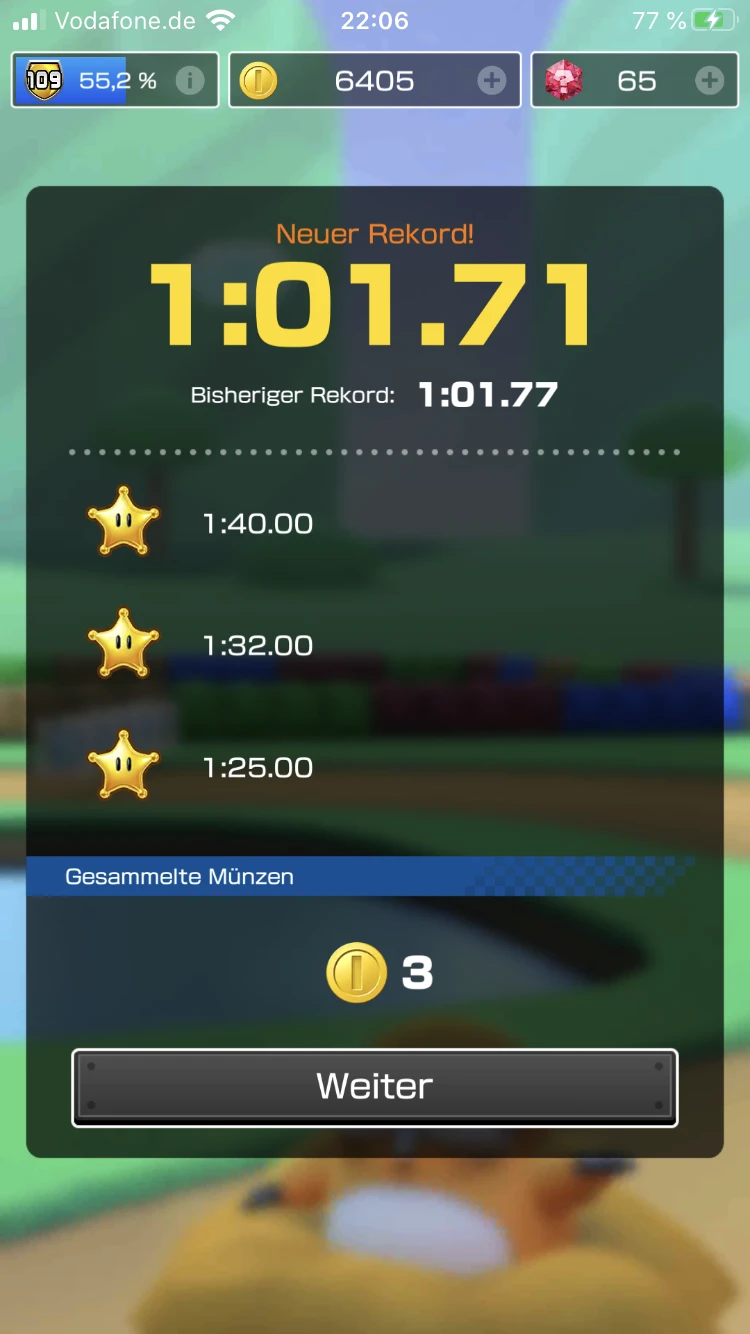 Vodafone.de 22:06 77 %
109 55,2 % i 6405 + 65 +
Neuer Rekord!
1:01.71
Bisheriger Rekord: 1:01.77
1:40.00
1:32.00
1:25.00
Gesammelte Münzen
3
Weiter